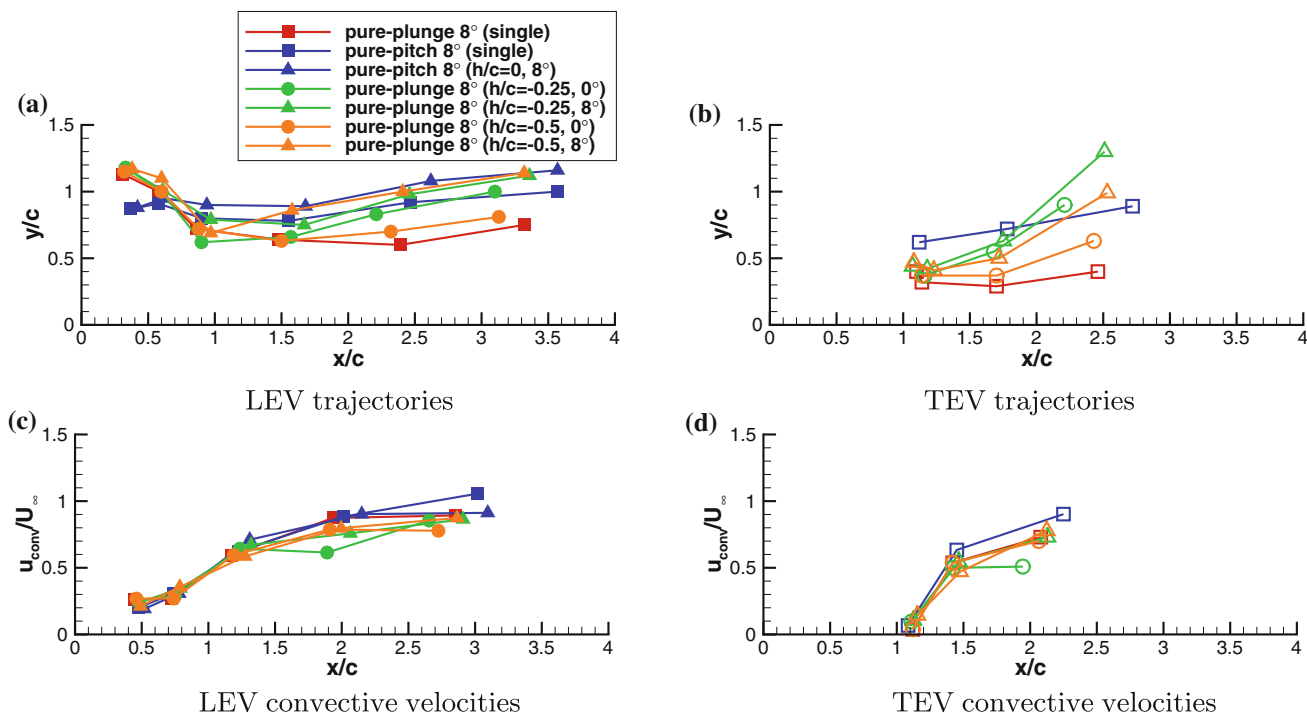 pure-plunge 8° (single)
pure-pitch 8° (single)
pure-pitch 8° (h/c=0, 8°)
pure-plunge 8° (h/c=-0.25, 0°)
pure-plunge 8° (h/c=-0.25, 8°)
pure-plunge 8° (h/c=-0.5, 0°)
pure-plunge 8° (h/c=-0.5, 8°)
(a)
1.5
1
0.5
0
y/c
0 0.5 1 1.5 2 2.5 3 3.5 4
x/c
LEV trajectories
(b)
1.5
1
0.5
0
y/c
0 0.5 1 1.5 2 2.5 3 3.5 4
x/c
TEV trajectories
(c)
1.5
1
0.5
0
u_conv/U_∞
0 0.5 1 1.5 2 2.5 3 3.5 4
x/c
LEV convective velocities
(d)
1.5
1
0.5
0
u_conv/U_∞
0 0.5 1 1.5 2 2.5 3 3.5 4
x/c
TEV convective velocities